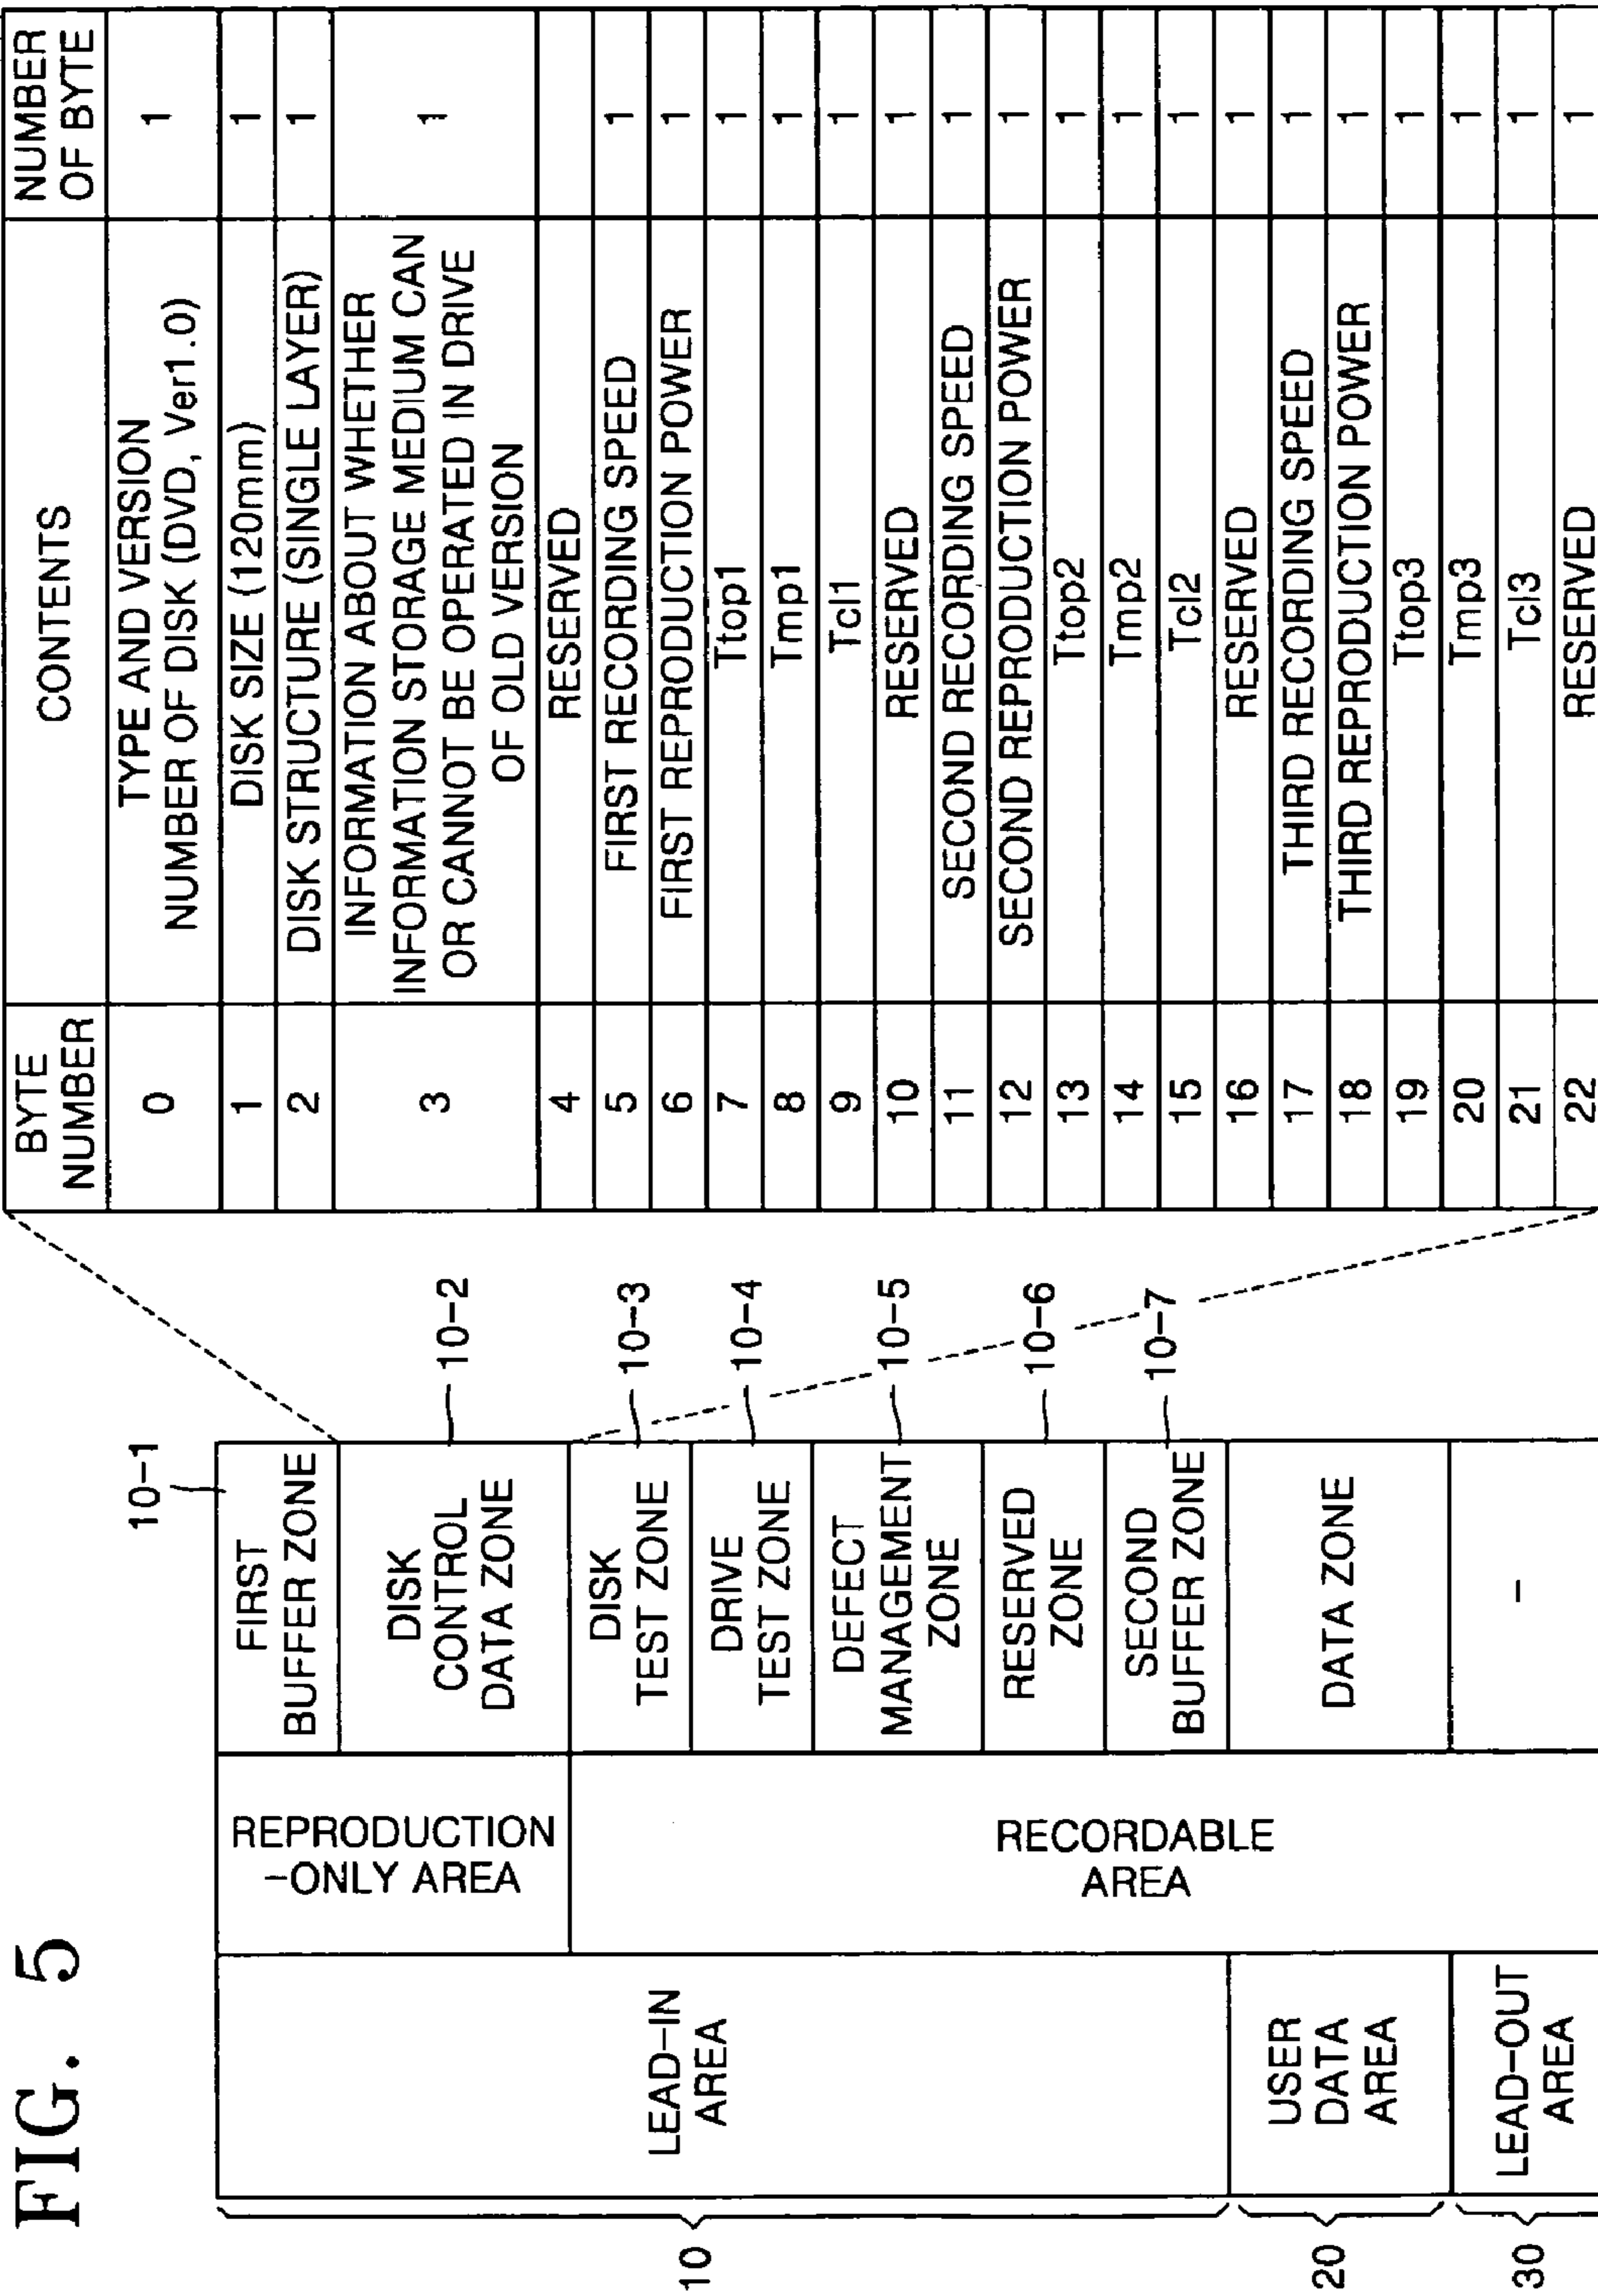 FIG. 5
10
20
30
LEAD-IN
AREA
USER
DATA
AREA
LEAD-OUT
AREA
REPRODUCTION
-ONLY AREA
RECORDABLE
AREA
FIRST
BUFFER ZONE
DISK
CONTROL
DATA ZONE
DISK
TEST ZONE
DRIVE
TEST ZONE
DEFECT
MANAGEMENT
ZONE
RESERVED
ZONE
SECOND
BUFFER ZONE
DATA ZONE
-
10-1
10-2
10-3
10-4
10-5
10-6
10-7
BYTE
NUMBER
CONTENTS
NUMBER
OF BYTE
0
TYPE AND VERSION
NUMBER OF DISK (DVD, Ver1.0)
1
1
DISK SIZE (120mm)
1
2
DISK STRUCTURE (SINGLE LAYER)
1
3
INFORMATION ABOUT WHETHER
INFORMATION STORAGE MEDIUM CAN
OR CANNOT BE OPERATED IN DRIVE
OF OLD VERSION
1
4
RESERVED
5
FIRST RECORDING SPEED
1
6
FIRST REPRODUCTION POWER
1
7
Ttop1
1
8
Tmp1
1
9
Tcl1
1
10
RESERVED
1
11
SECOND RECORDING SPEED
1
12
SECOND REPRODUCTION POWER
1
13
Ttop2
1
14
Tmp2
1
15
Tcl2
1
16
RESERVED
1
17
THIRD RECORDING SPEED
1
18
THIRD REPRODUCTION POWER
1
19
Ttop3
1
20
Tmp3
1
21
Tcl3
1
22
RESERVED
1